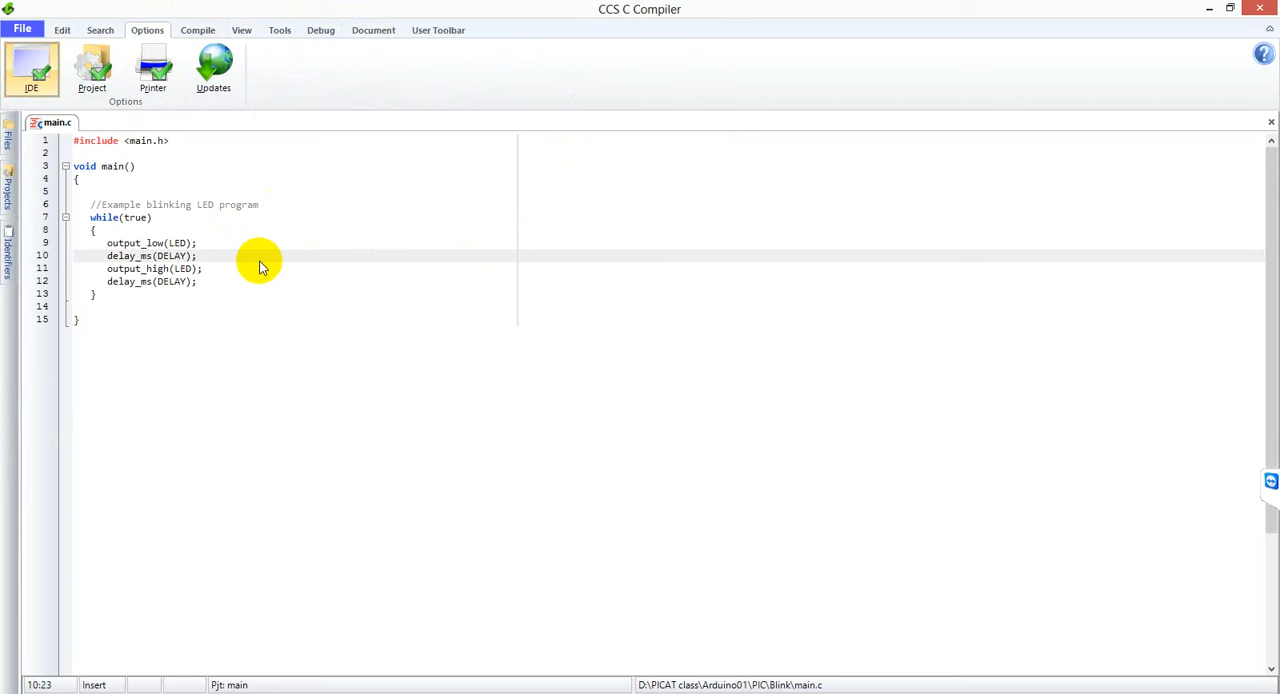 CCS C Compiler
File Edit Search Options Compile View Tools Debug Document User Toolbar
IDE Project Printer Updates
Options
main.c
Files
Projects
Identifiers
1 #include <main.h>
2
3 void main()
4 {
5
6 //Example blinking LED program
7 while(true)
8 {
9 output_low(LED);
10 delay_ms(DELAY);
11 output_high(LED);
12 delay_ms(DELAY);
13 }
14
15 }
10:23 Insert Pjt: main D:\PICAT class\Arduino01\PIC\Blink\main.c